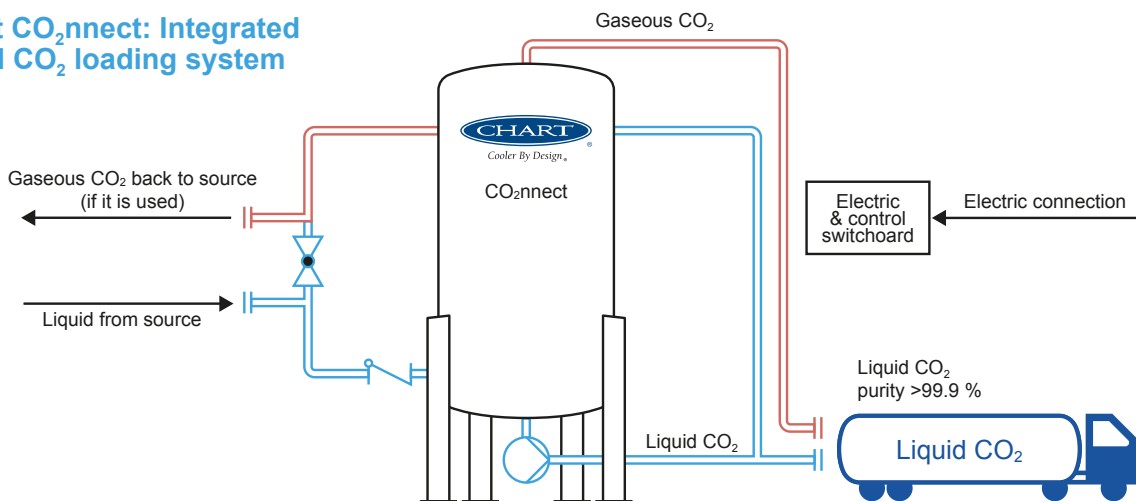 CO₂nnect: Integrated
CO₂ loading system
Gaseous CO₂
CHART
®
Cooler By Design®
CO₂nnect
Gaseous CO₂ back to source
(if it is used)
Electric
& control
switchoard
Electric connection
Liquid from source
Liquid CO₂
purity >99.9 %
Liquid CO₂
Liquid CO₂